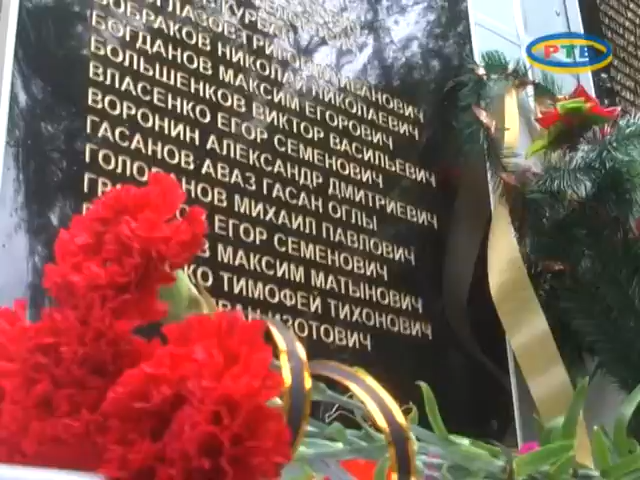 РТВ
БОБРАКОВ НИКОЛАЙ НИКОЛАЕВИЧ
БОГДАНОВ МАКСИМ ЕГОРОВИЧ
БОЛЬШЕНКОВ ВИКТОР ВАСИЛЬЕВИЧ
ВЛАСЕНКО ЕГОР СЕМЕНОВИЧ
ВОРОНИН АЛЕКСАНДР ДМИТРИЕВИЧ
ГАСАНОВ АВАЗ ГАСАН ОГЛЫ
МИХАИЛ ПАВЛОВИЧ
ЕГОР СЕМЕНОВИЧ
МАКСИМ МАТЫНОВИЧ
ТИМОФЕЙ ТИХОНОВИЧ
ИЗОТОВИЧ